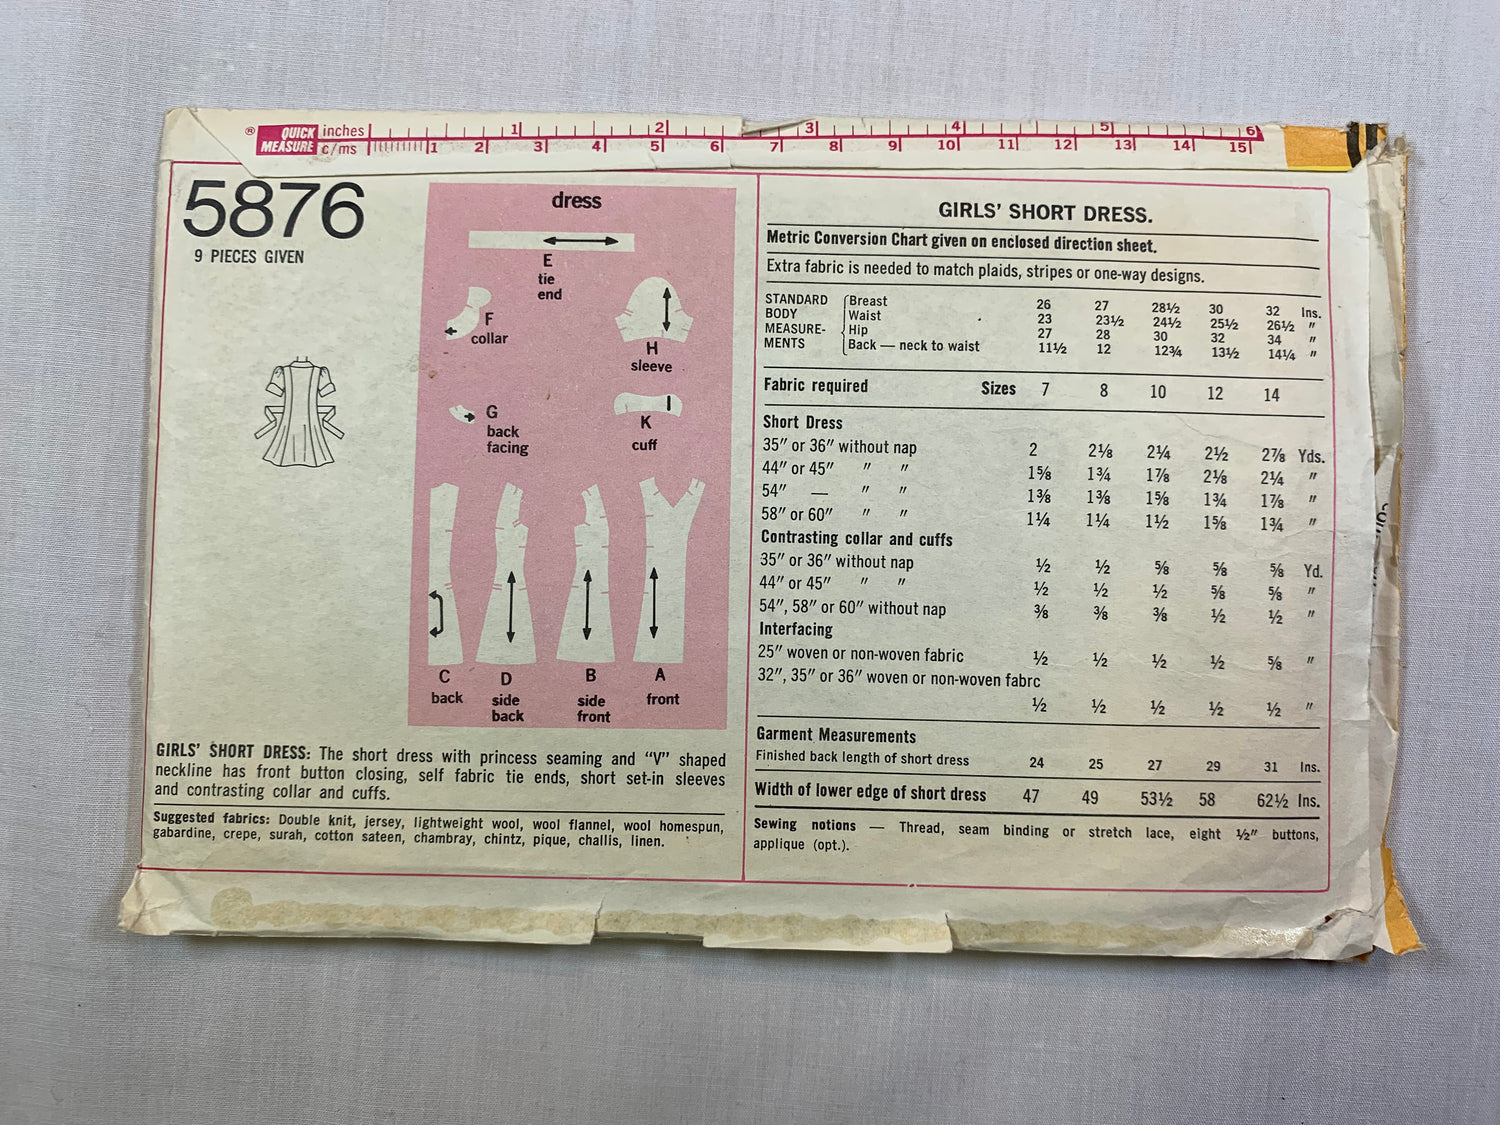 ® QUICK MEASURE inches 1 2 3 4 5 6
c/ms 1 2 3 4 5 6 7 8 9 10 11 12 13 14 15
5876
9 PIECES GIVEN
dress
E
tie
end
F
collar
H
sleeve
G
back
facing
K
cuff
C
back
D
side
back
B
side
front
A
front
GIRLS' SHORT DRESS: The short dress with princess seaming and "V" shaped
neckline has front button closing, self fabric tie ends, short set-in sleeves
and contrasting collar and cuffs.
Suggested fabrics: Double knit, jersey, lightweight wool, wool flannel, wool homespun,
gabardine, crepe, surah, cotton sateen, chambray, chintz, pique, challis, linen.
GIRLS' SHORT DRESS.
Metric Conversion Chart given on enclosed direction sheet.
Extra fabric is needed to match plaids, stripes or one-way designs.
STANDARD Breast 26 27 28½ 30 32 Ins.
BODY Waist 23 23½ 24½ 25½ 26½ "
MEASURE- Hip 27 28 30 32 34 "
MENTS Back — neck to waist 11½ 12 12¾ 13½ 14¼ "
Fabric required Sizes 7 8 10 12 14
Short Dress
35" or 36" without nap 2 2⅛ 2¼ 2½ 2⅞ Yds.
44" or 45" " " 1⅝ 1¾ 1⅞ 2⅛ 2¼ "
54" — " " 1⅜ 1⅜ 1⅝ 1¾ 1⅞ "
58" or 60" " " 1¼ 1¼ 1½ 1⅝ 1¾ "
Contrasting collar and cuffs
35" or 36" without nap ½ ½ ⅝ ⅝ ⅝ Yd.
44" or 45" " " ½ ½ ½ ⅝ ⅝ "
54", 58" or 60" without nap ⅜ ⅜ ⅜ ½ ½ "
Interfacing
25" woven or non-woven fabric ½ ½ ½ ½ ⅝ "
32", 35" or 36" woven or non-woven fabrc
½ ½ ½ ½ ½ "
Garment Measurements
Finished back length of short dress 24 25 27 29 31 Ins.
Width of lower edge of short dress 47 49 53½ 58 62½ Ins.
Sewing notions — Thread, seam binding or stretch lace, eight ½" buttons,
applique (opt.).